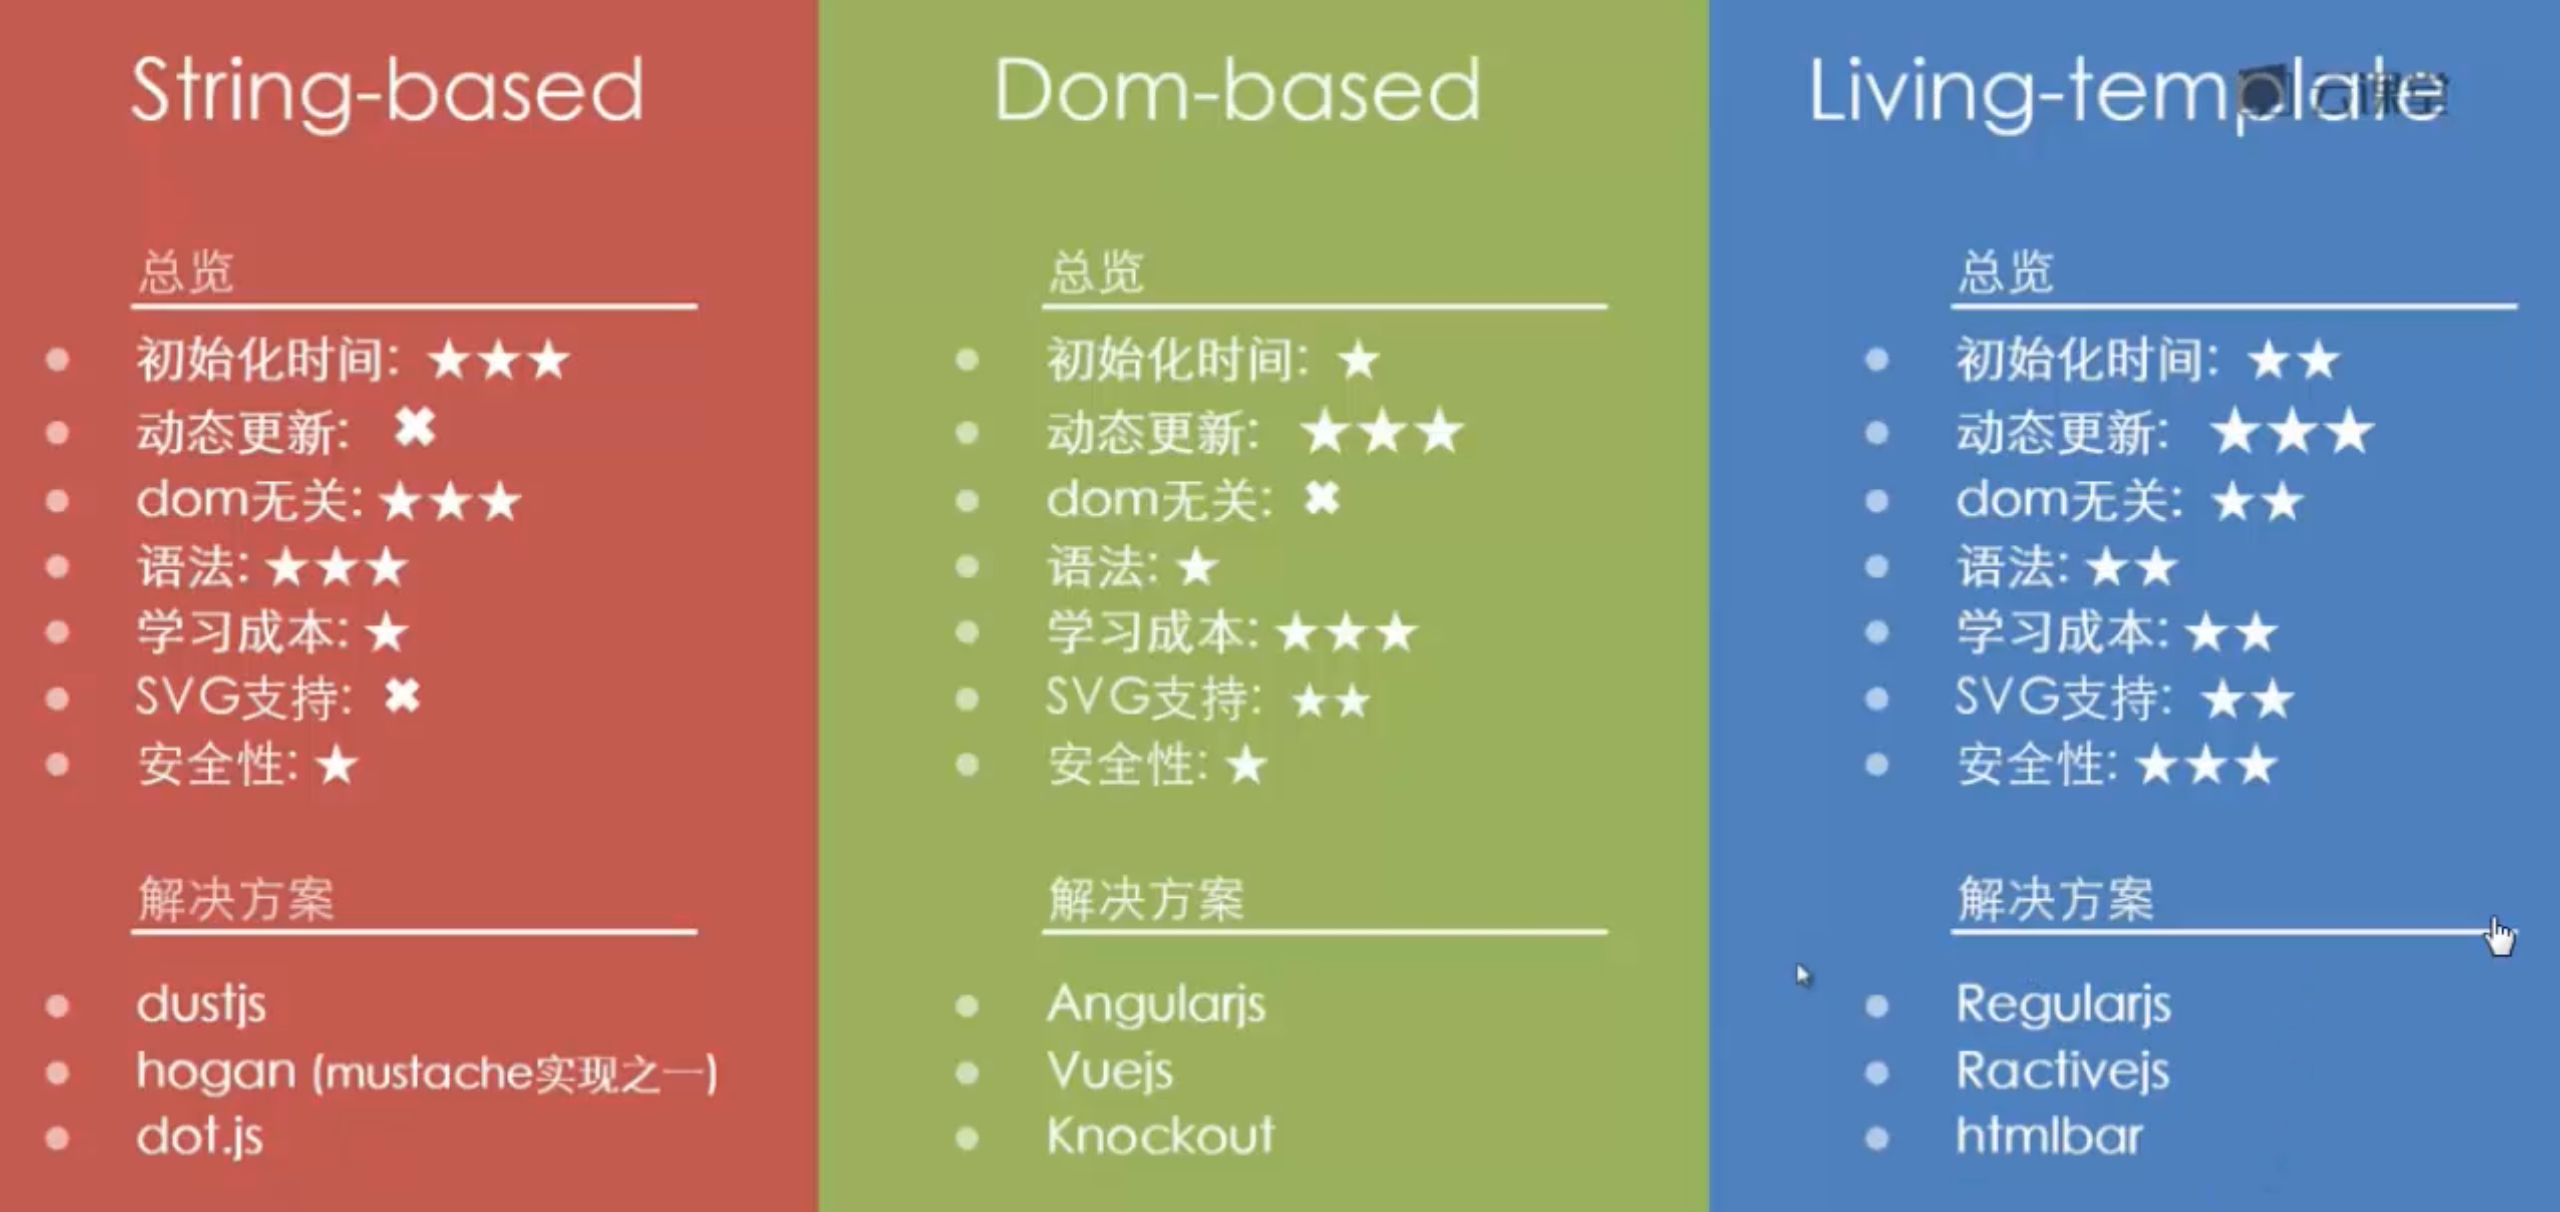 String-based
总览
初始化时间: ★★★
动态更新: ✖
dom无关: ★★★
语法: ★★★
学习成本: ★
SVG支持: ✖
安全性: ★
解决方案
dustjs
hogan (mustache实现之一)
dot.js
Dom-based
总览
初始化时间: ★
动态更新: ★★★
dom无关: ✖
语法: ★
学习成本: ★★★
SVG支持: ★★
安全性: ★
解决方案
Angularjs
Vuejs
Knockout
Living-template
云课堂
总览
初始化时间: ★★
动态更新: ★★★
dom无关: ★★
语法: ★★
学习成本: ★★
SVG支持: ★★
安全性: ★★★
解决方案
Regularjs
Ractivejs
htmlbar